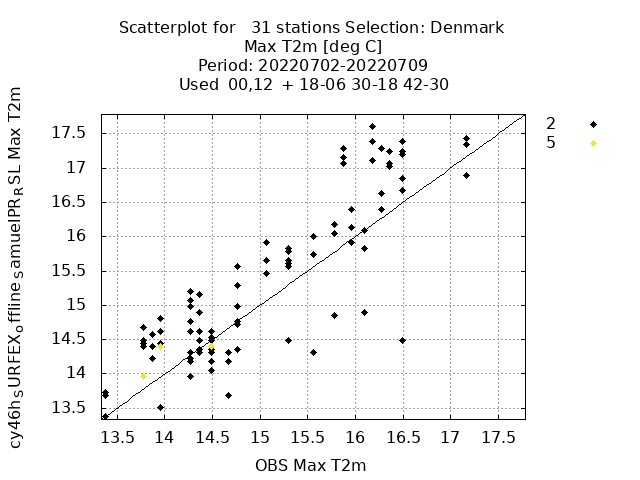 Scatterplot for 31 stations Selection: Denmark
Max T2m [deg C]
Period: 20220702-20220709
Used 00,12 + 18-06 30-18 42-30
cy46hSURFEXoffline samuelPRRSL Max T2m
2
5
17.5
17
16.5
16
15.5
15
14.5
14
13.5
13.5 14 14.5 15 15.5 16 16.5 17 17.5
OBS Max T2m